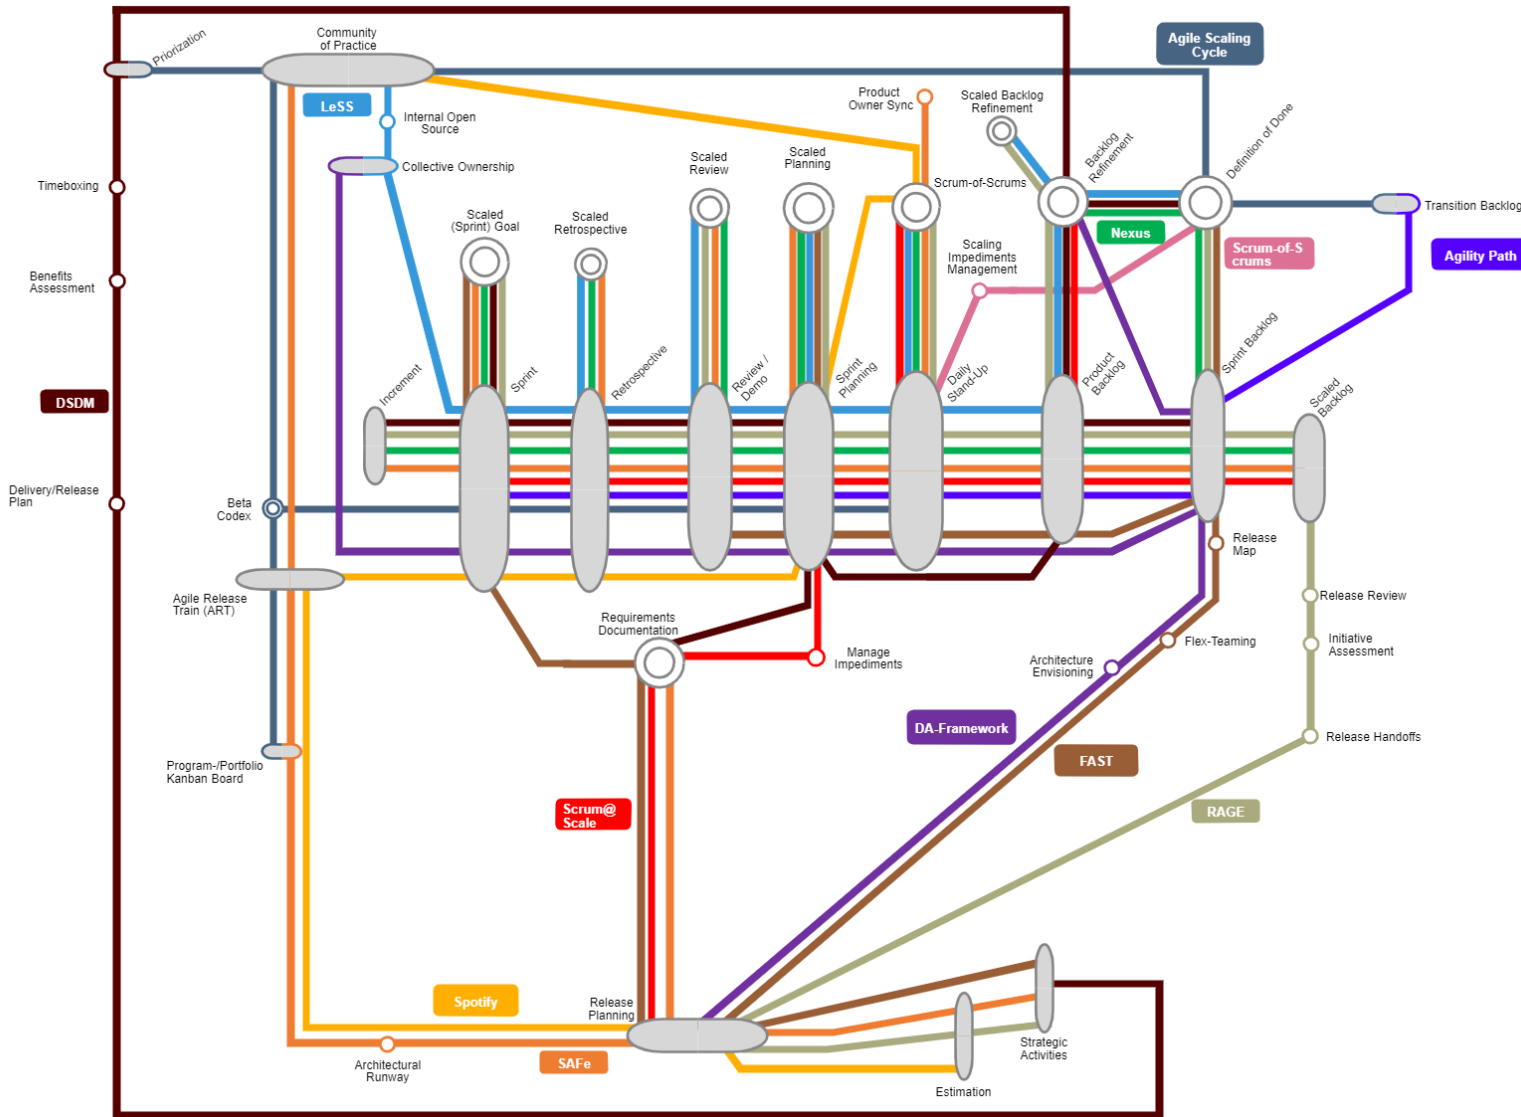 Community
of Practice
Priorization
Agile Scaling
Cycle
LeSS
Internal Open
Source
Product
Owner Sync
Scaled Backlog
Refinement
Backlog
Refinement
Definition of Done
Collective Ownership
Scaled
Review
Scaled
Planning
Scrum-of-Scrums
Timeboxing
Transition Backlog
Scaled
(Sprint) Goal
Scaled
Retrospective
Nexus
Scaling
Impediments
Management
Scrum-of-S
crums
Agility Path
Benefits
Assessment
Increment
Sprint
Retrospective
Review /
Demo
Sprint
Planning
Daily
Stand-Up
Product
Backlog
Sprint Backlog
Scaled
Backlog
DSDM
Delivery/Release
Plan
Beta
Codex
Release
Map
Agile Release
Train (ART)
Release Review
Requirements
Documentation
Manage
Impediments
Flex-Teaming
Initiative
Assessment
Architecture
Envisioning
DA-Framework
Release Handoffs
Program-/Portfolio
Kanban Board
FAST
Scrum@
Scale
RAGE
Spotify
Release
Planning
Strategic
Activities
SAFe
Architectural
Runway
Estimation